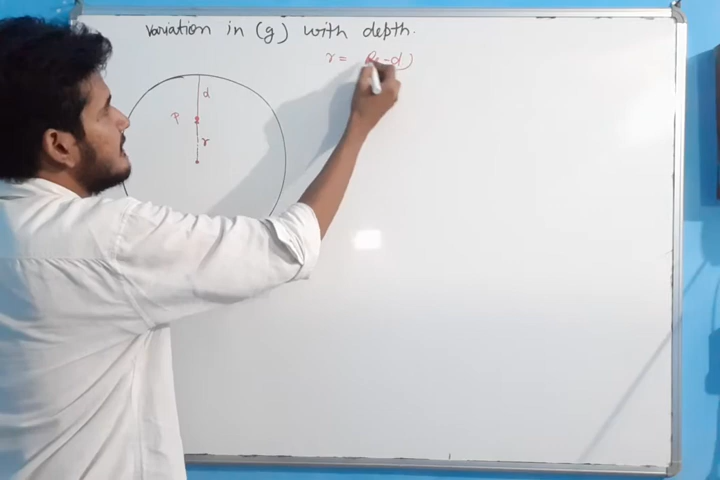 Variation in (g) with depth.
r = -d)
d
P
r